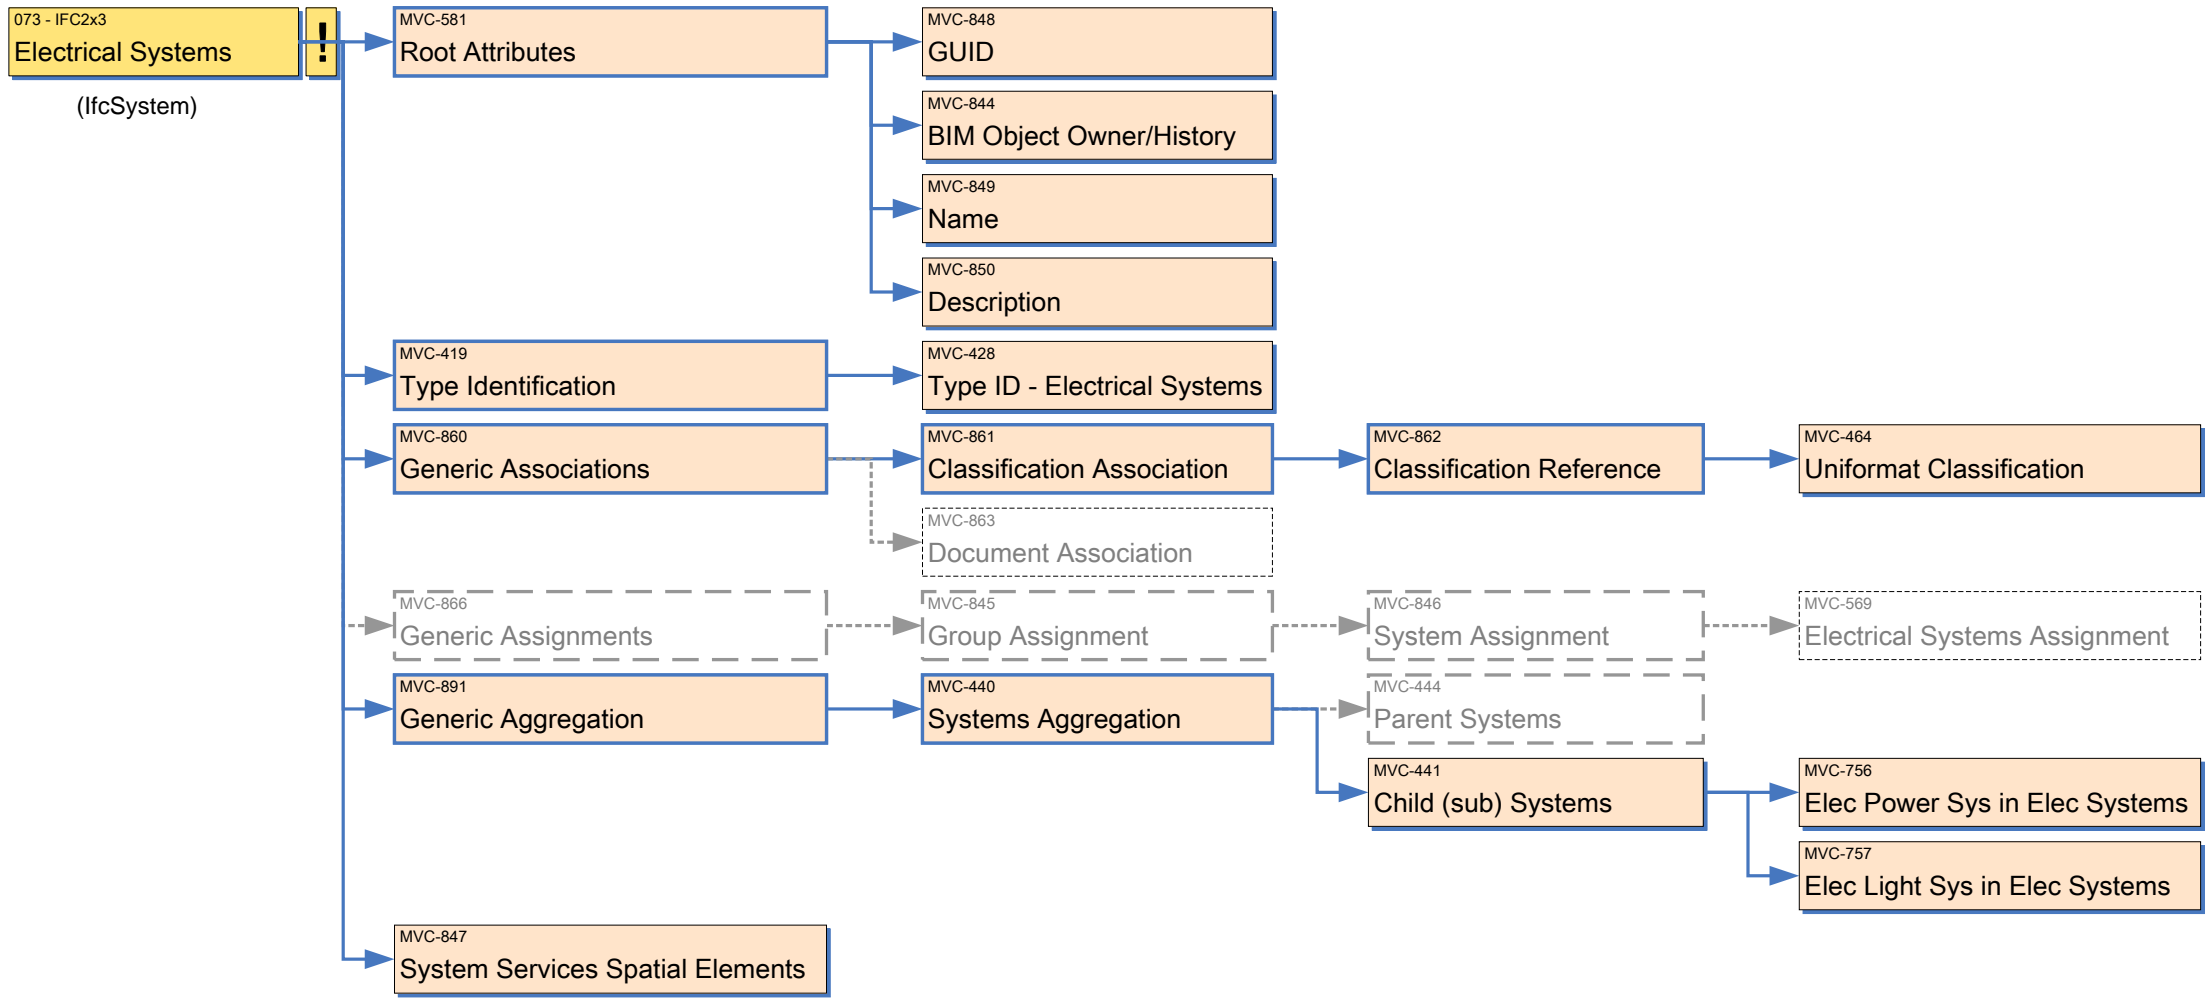 073 - IFC2x3
Electrical Systems
!
(IfcSystem)
MVC-581
Root Attributes
MVC-848
GUID
MVC-844
BIM Object Owner/History
MVC-849
Name
MVC-850
Description
MVC-419
Type Identification
MVC-428
Type ID - Electrical Systems
MVC-860
Generic Associations
MVC-861
Classification Association
MVC-862
Classification Reference
MVC-464
Uniformat Classification
MVC-863
Document Association
MVC-866
Generic Assignments
MVC-845
Group Assignment
MVC-846
System Assignment
MVC-569
Electrical Systems Assignment
MVC-891
Generic Aggregation
MVC-440
Systems Aggregation
MVC-444
Parent Systems
MVC-441
Child (sub) Systems
MVC-756
Elec Power Sys in Elec Systems
MVC-757
Elec Light Sys in Elec Systems
MVC-847
System Services Spatial Elements